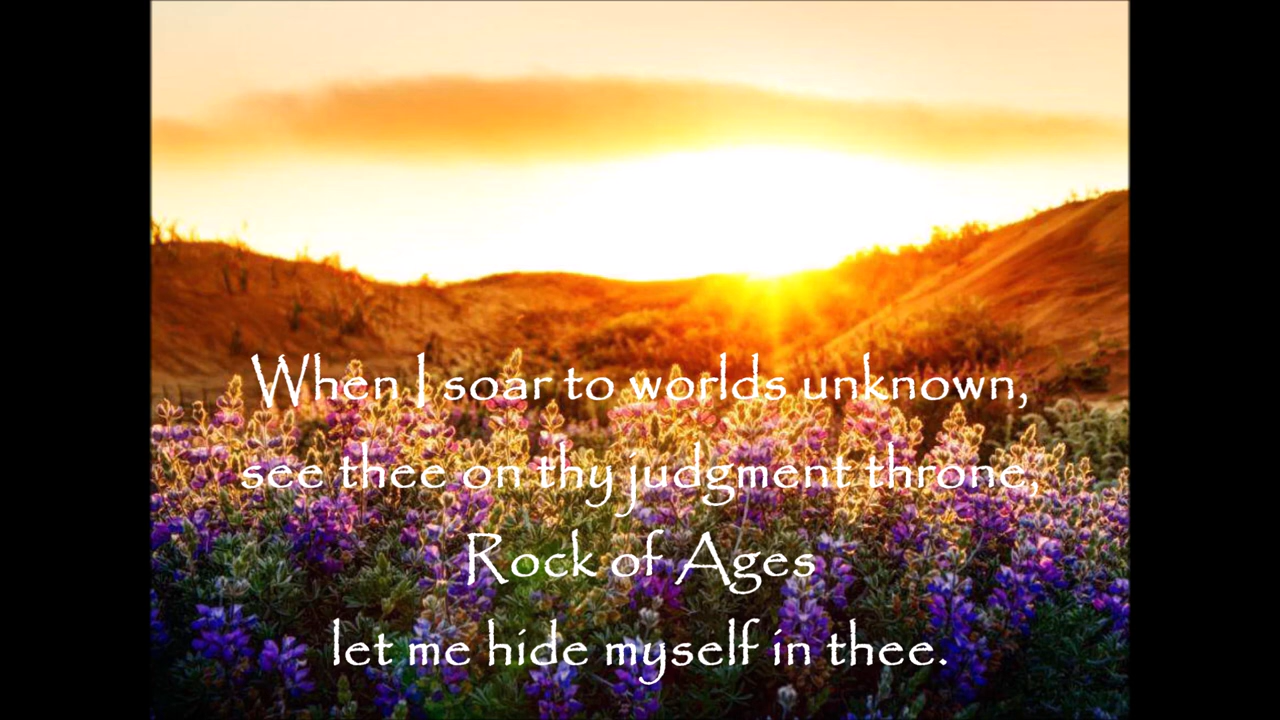 When I soar to worlds unknown,
see thee on thy judgment throne,
Rock of Ages
let me hide myself in thee.